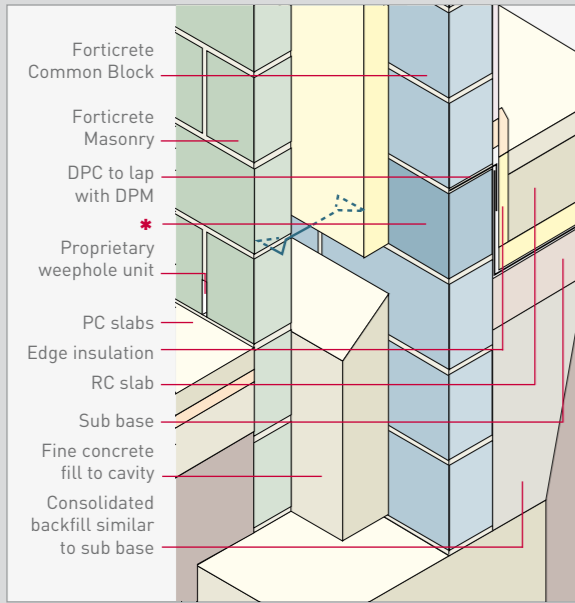 Forticrete
Common Block
Forticrete
Masonry
DPC to lap
with DPM
*
Proprietary
weephole unit
PC slabs
Edge insulation
RC slab
Sub base
Fine concrete
fill to cavity
Consolidated
backfill similar
to sub base